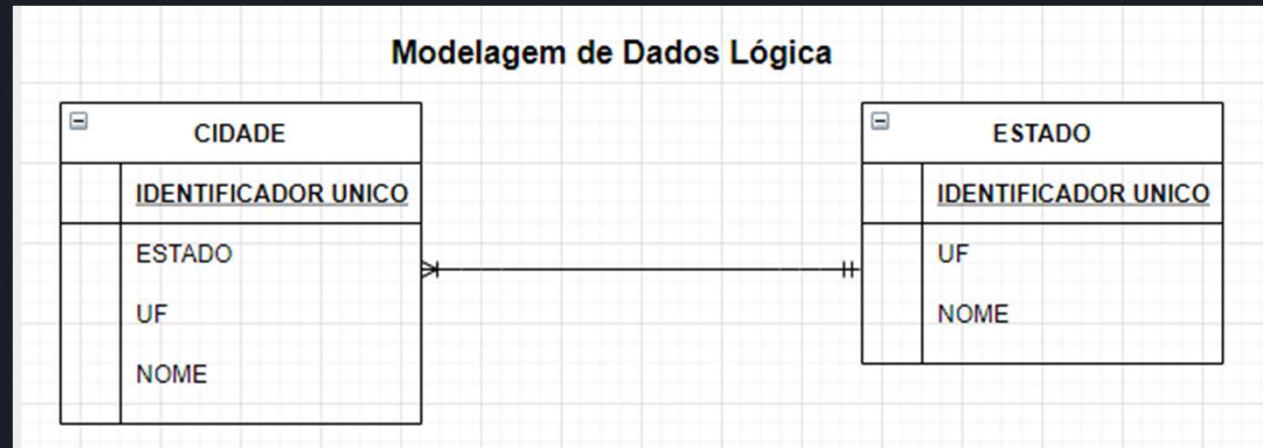 Modelagem de Dados Lógica
CIDADE
IDENTIFICADOR UNICO
ESTADO
UF
NOME
ESTADO
IDENTIFICADOR UNICO
UF
NOME